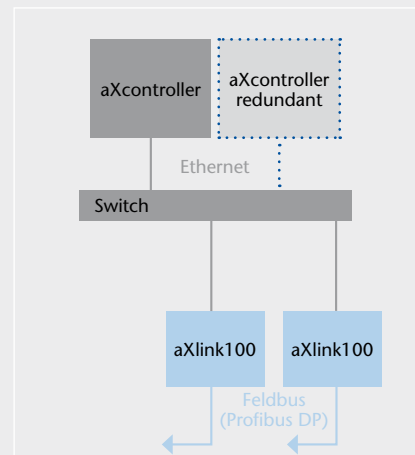 aXcontroller
aXcontroller
redundant
Ethernet
Switch
aXlink100
aXlink100
Feldbus
(Profibus DP)